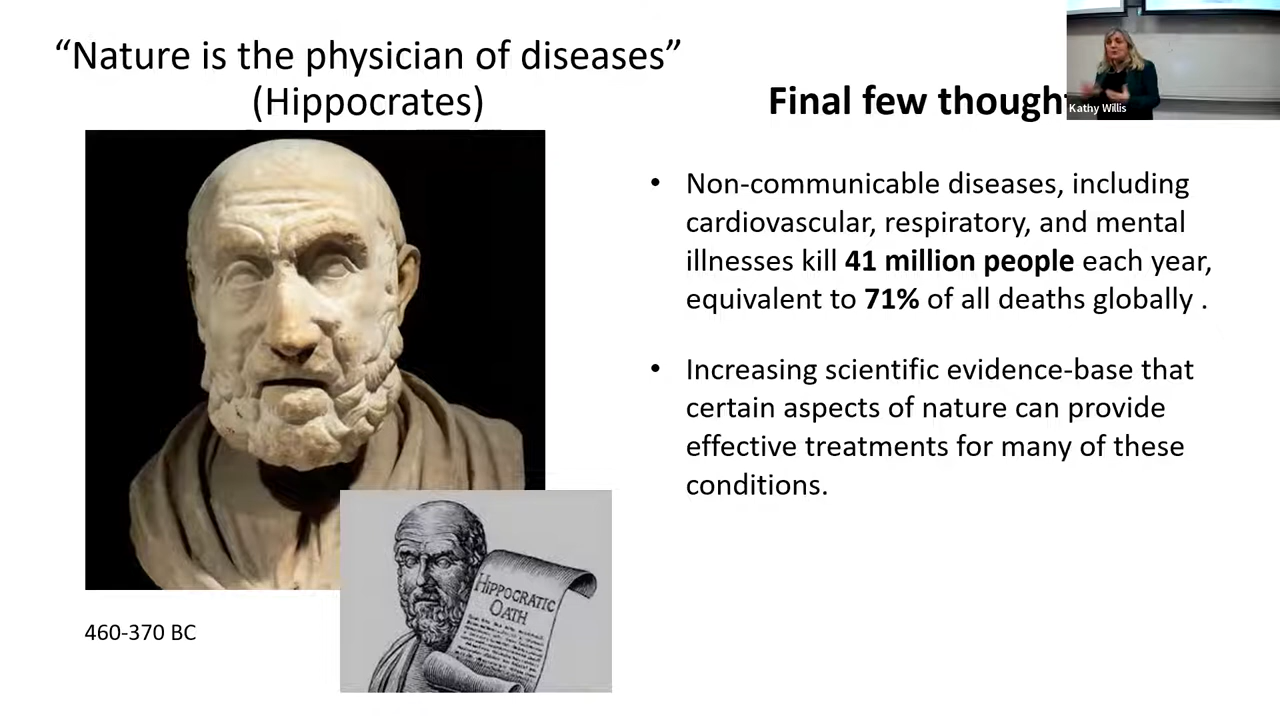 “Nature is the physician of diseases”
(Hippocrates)
Final few though
Kathy Willis
• Non-communicable diseases, including
cardiovascular, respiratory, and mental
illnesses kill 41 million people each year,
equivalent to 71% of all deaths globally .
• Increasing scientific evidence-base that
certain aspects of nature can provide
effective treatments for many of these
conditions.
HIPPOCRATIC
OATH
460-370 BC